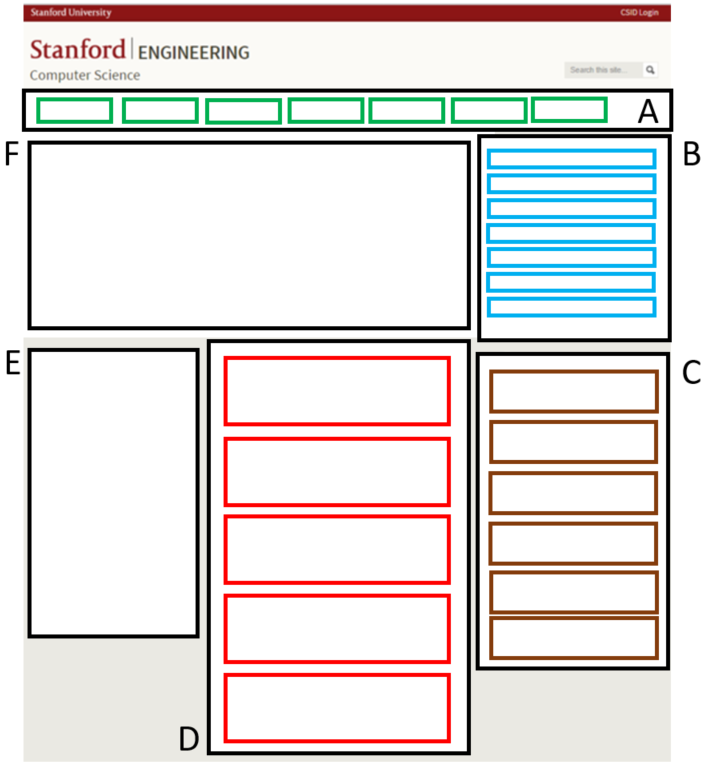 Stanford University CSID Login
Stanford ENGINEERING
Computer Science
Search this site...
A
F
B
E
C
D